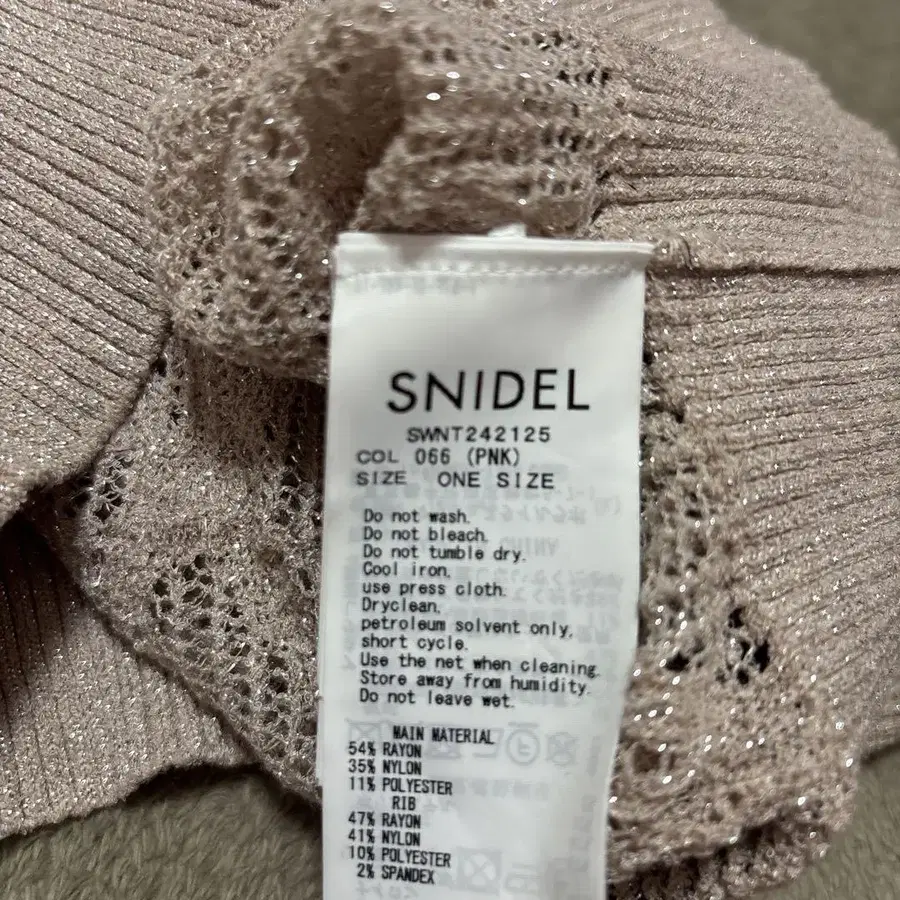 SNIDEL
SWNT242125
COL 066 (PNK)
SIZE ONE SIZE
Do not wash.
Do not bleach.
Do not tumble dry.
Cool iron.
use press cloth.
Dryclean.
petroleum solvent only.
short cycle.
Use the net when cleaning.
Store away from humidity.
Do not leave wet.
MAIN MATERIAL
54% RAYON
35% NYLON
11% POLYESTER
RIB
47% RAYON
41% NYLON
10% POLYESTER
2% SPANDEX